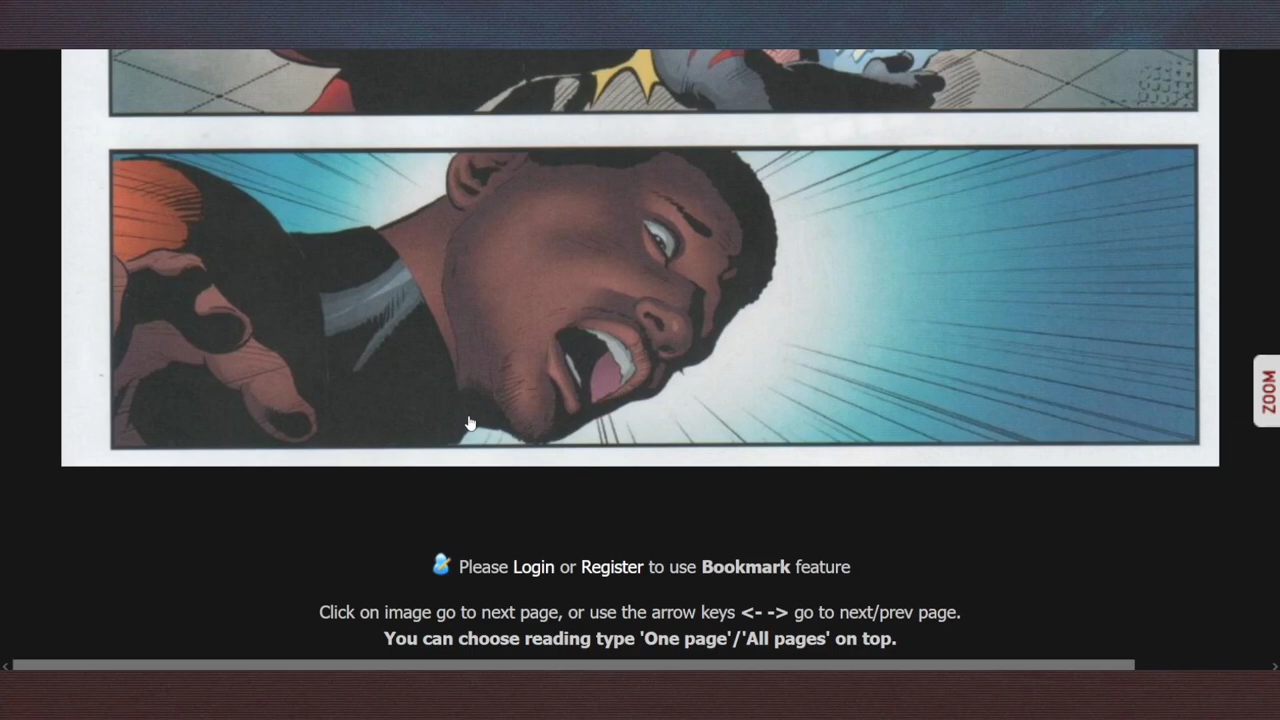 ZOOM
Please Login or Register to use Bookmark feature
Click on image go to next page, or use the arrow keys <- -> go to next/prev page.
You can choose reading type 'One page'/'All pages' on top.